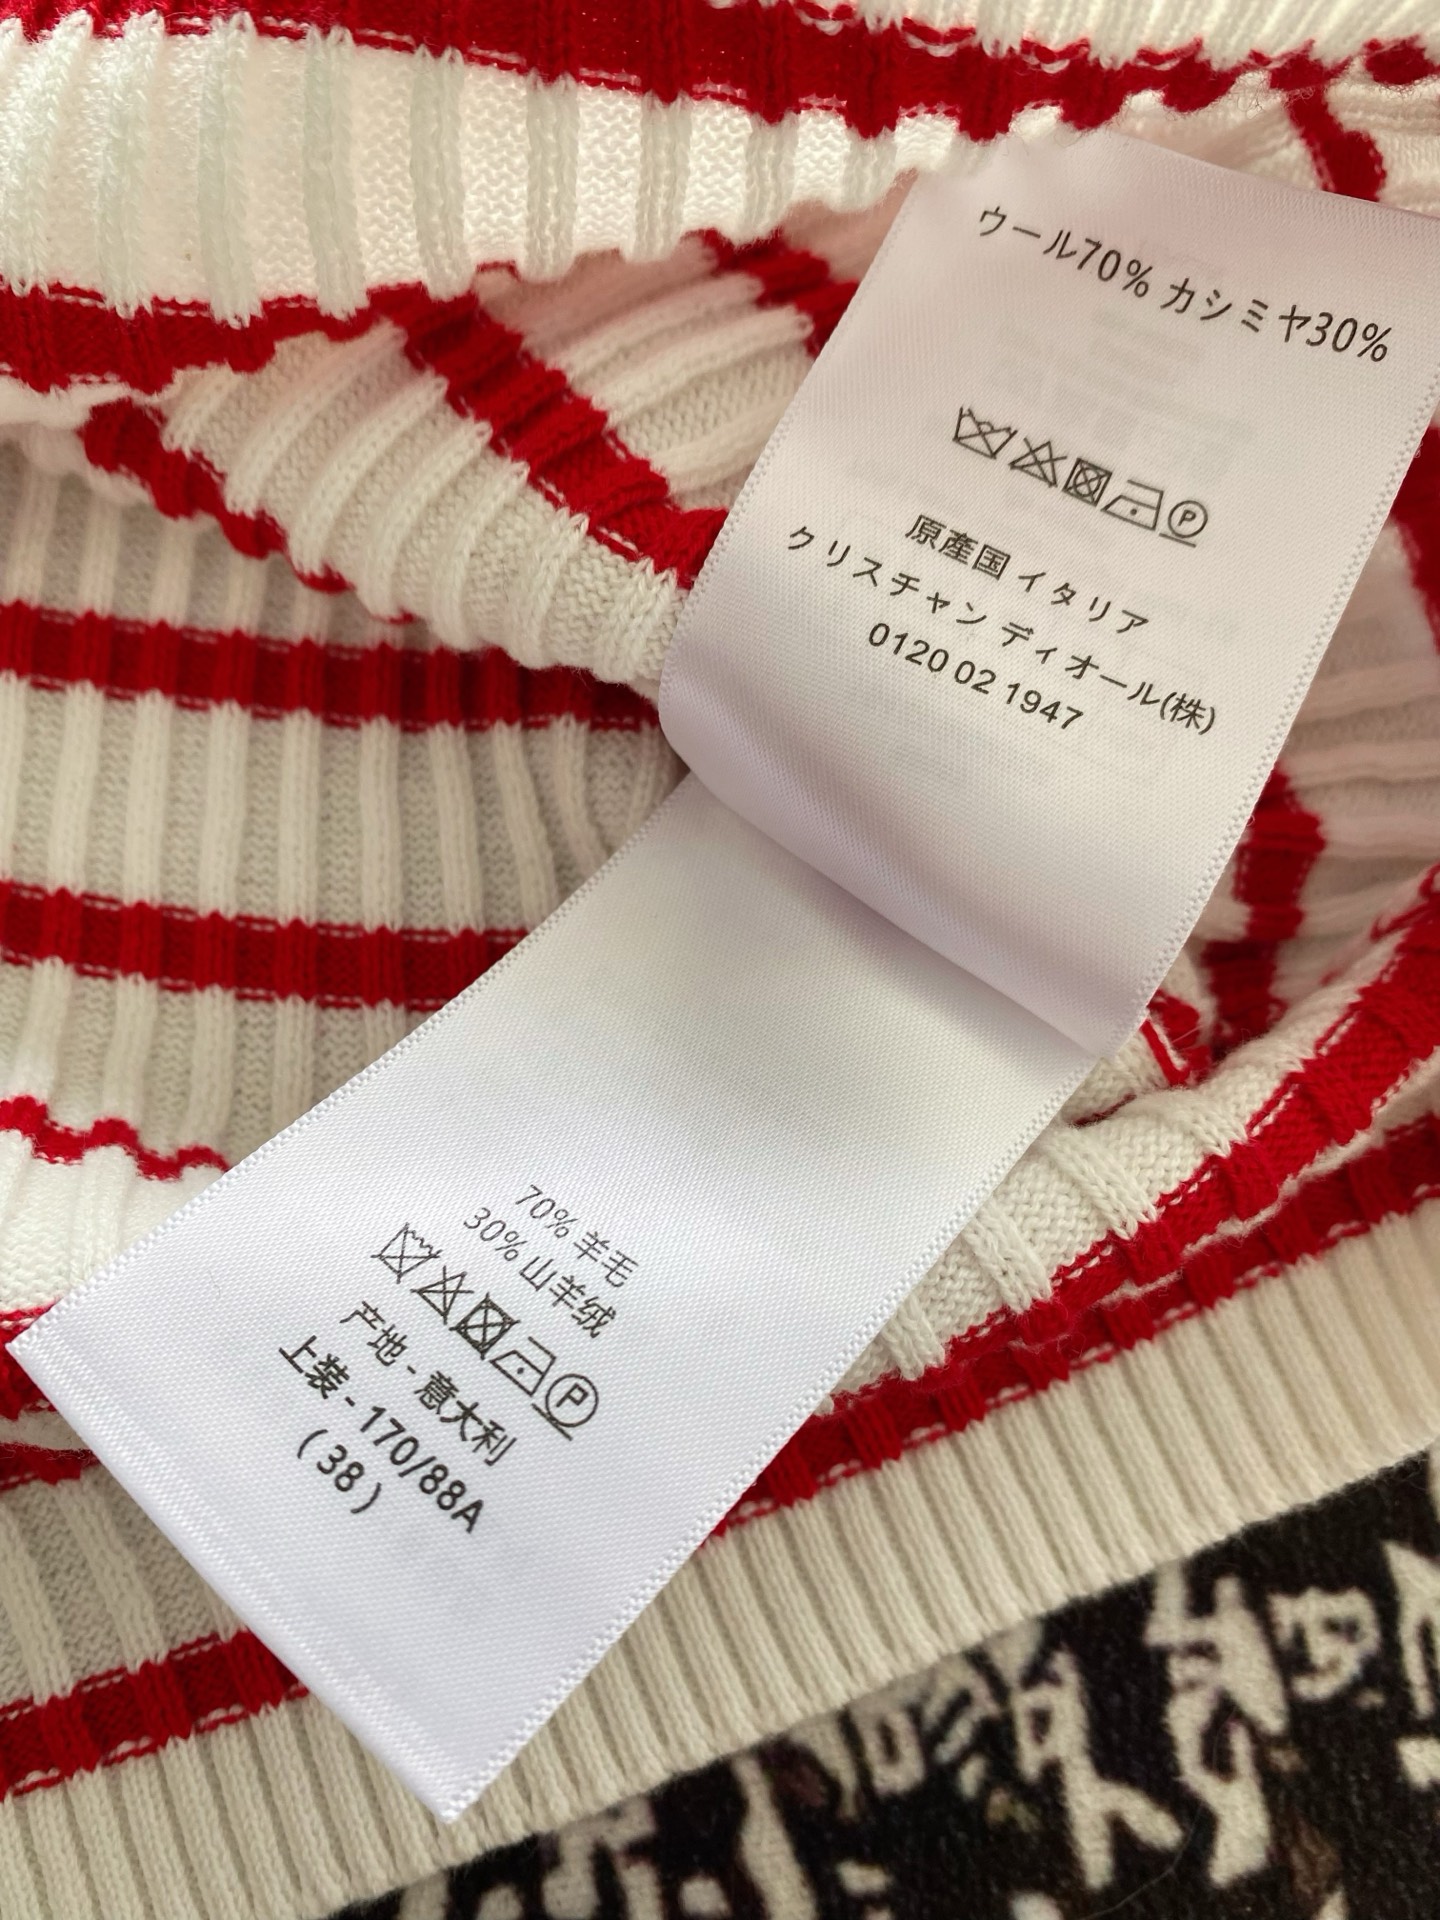 ウール70% カシミヤ30%
原産国 イタリア
クリスチャン ディオール(株)
0120 02 1947
70% 羊毛
30% 山羊绒
P
P
产地 - 意大利
上装 - 170/88A
( 38 )